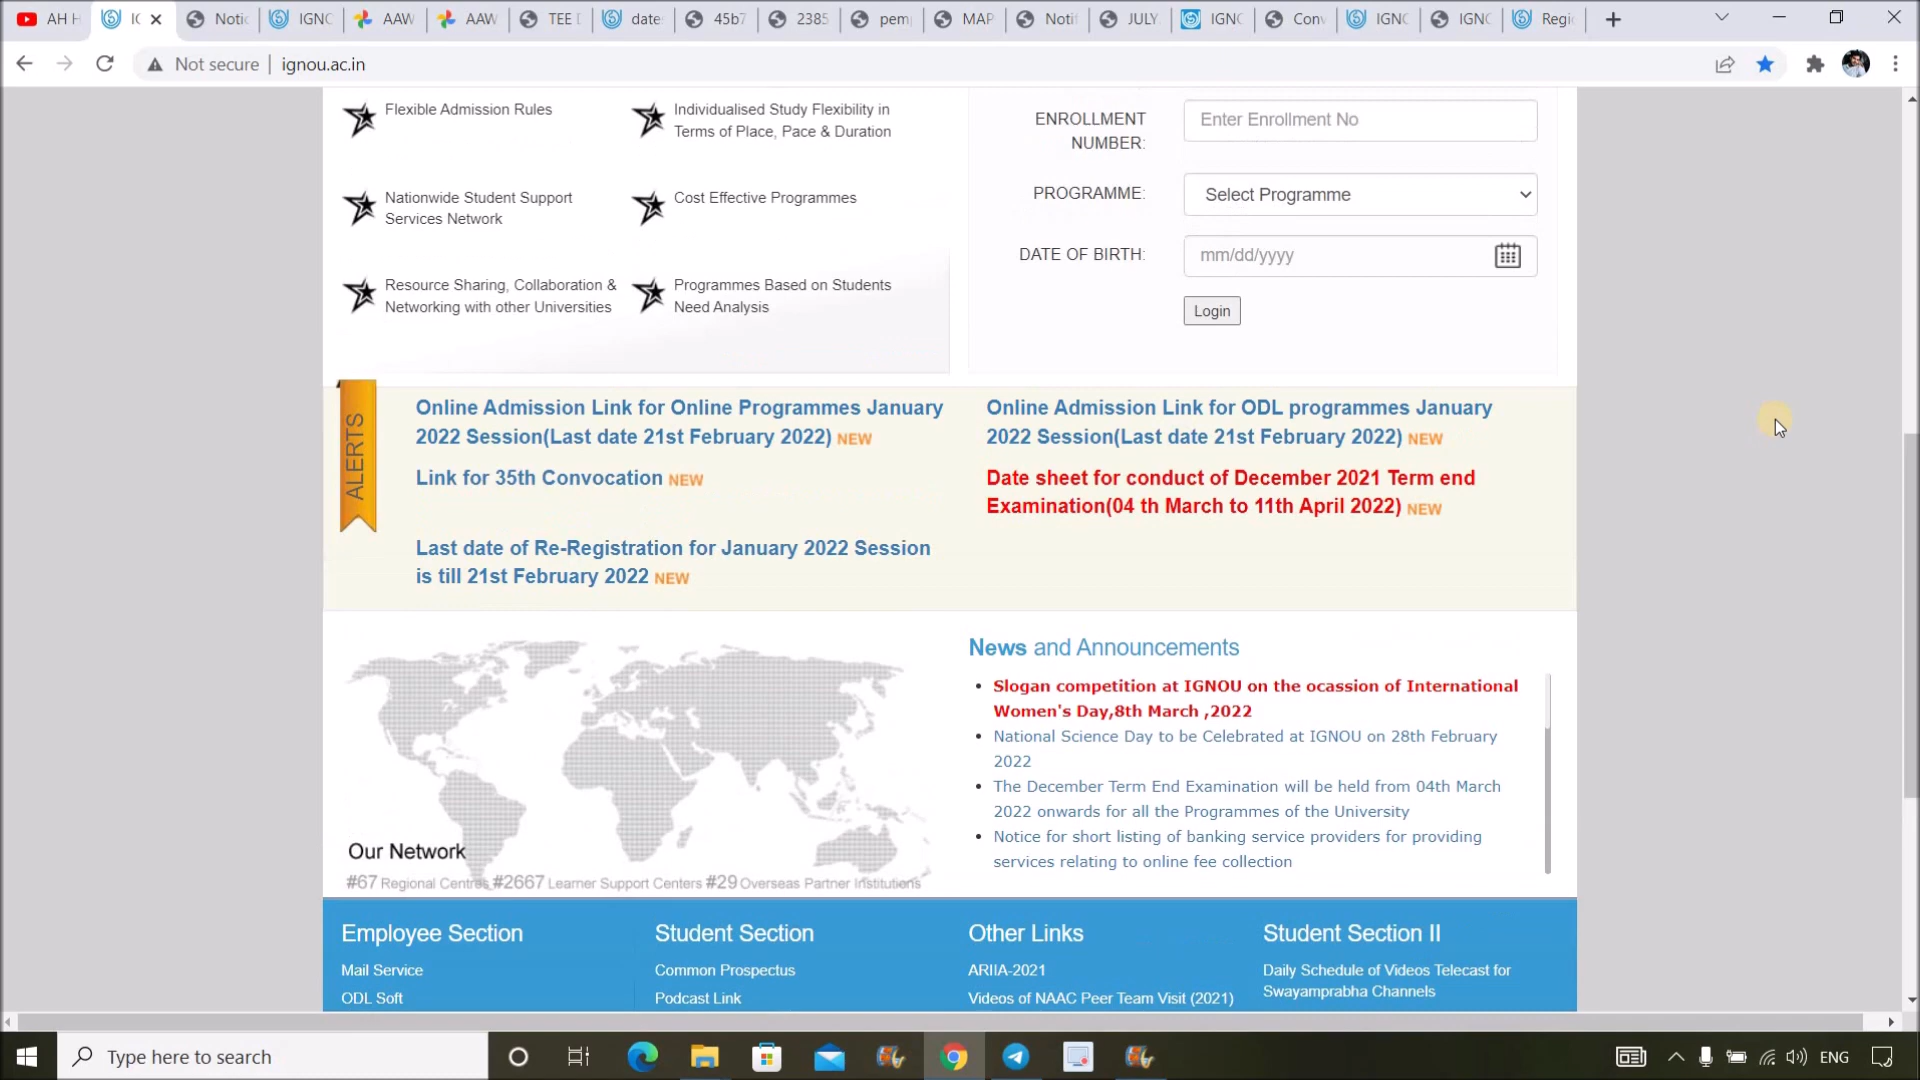 AH H
IG
Notic
IGNC
AAW
AAW
TEE D
date
45b7
2385
pem
MAP
Noti
JULY
IGNC
Conv
IGNC
IGNC
Regi
Not secure | ignou.ac.in
Flexible Admission Rules
Individualised Study Flexibility in
Terms of Place, Pace & Duration
Nationwide Student Support
Services Network
Cost Effective Programmes
Resource Sharing, Collaboration &
Networking with other Universities
Programmes Based on Students
Need Analysis
ENROLLMENT
NUMBER:
Enter Enrollment No
PROGRAMME:
Select Programme
DATE OF BIRTH:
mm/dd/yyyy
Login
ALERTS
Online Admission Link for Online Programmes January
2022 Session(Last date 21st February 2022) NEW
Online Admission Link for ODL programmes January
2022 Session(Last date 21st February 2022) NEW
Link for 35th Convocation NEW
Date sheet for conduct of December 2021 Term end
Examination(04 th March to 11th April 2022) NEW
Last date of Re-Registration for January 2022 Session
is till 21st February 2022 NEW
Our Network
#67 Regional Centres #2667 Learner Support Centers #29 Overseas Partner Institutions
News and Announcements
Slogan competition at IGNOU on the ocassion of International
Women's Day,8th March ,2022
National Science Day to be Celebrated at IGNOU on 28th February
2022
The December Term End Examination will be held from 04th March
2022 onwards for all the Programmes of the University
Notice for short listing of banking service providers for providing
services relating to online fee collection
Employee Section
Mail Service
ODL Soft
Student Section
Common Prospectus
Podcast Link
Other Links
ARIIA-2021
Videos of NAAC Peer Team Visit (2021)
Student Section II
Daily Schedule of Videos Telecast for
Swayamprabha Channels
Type here to search
ENG